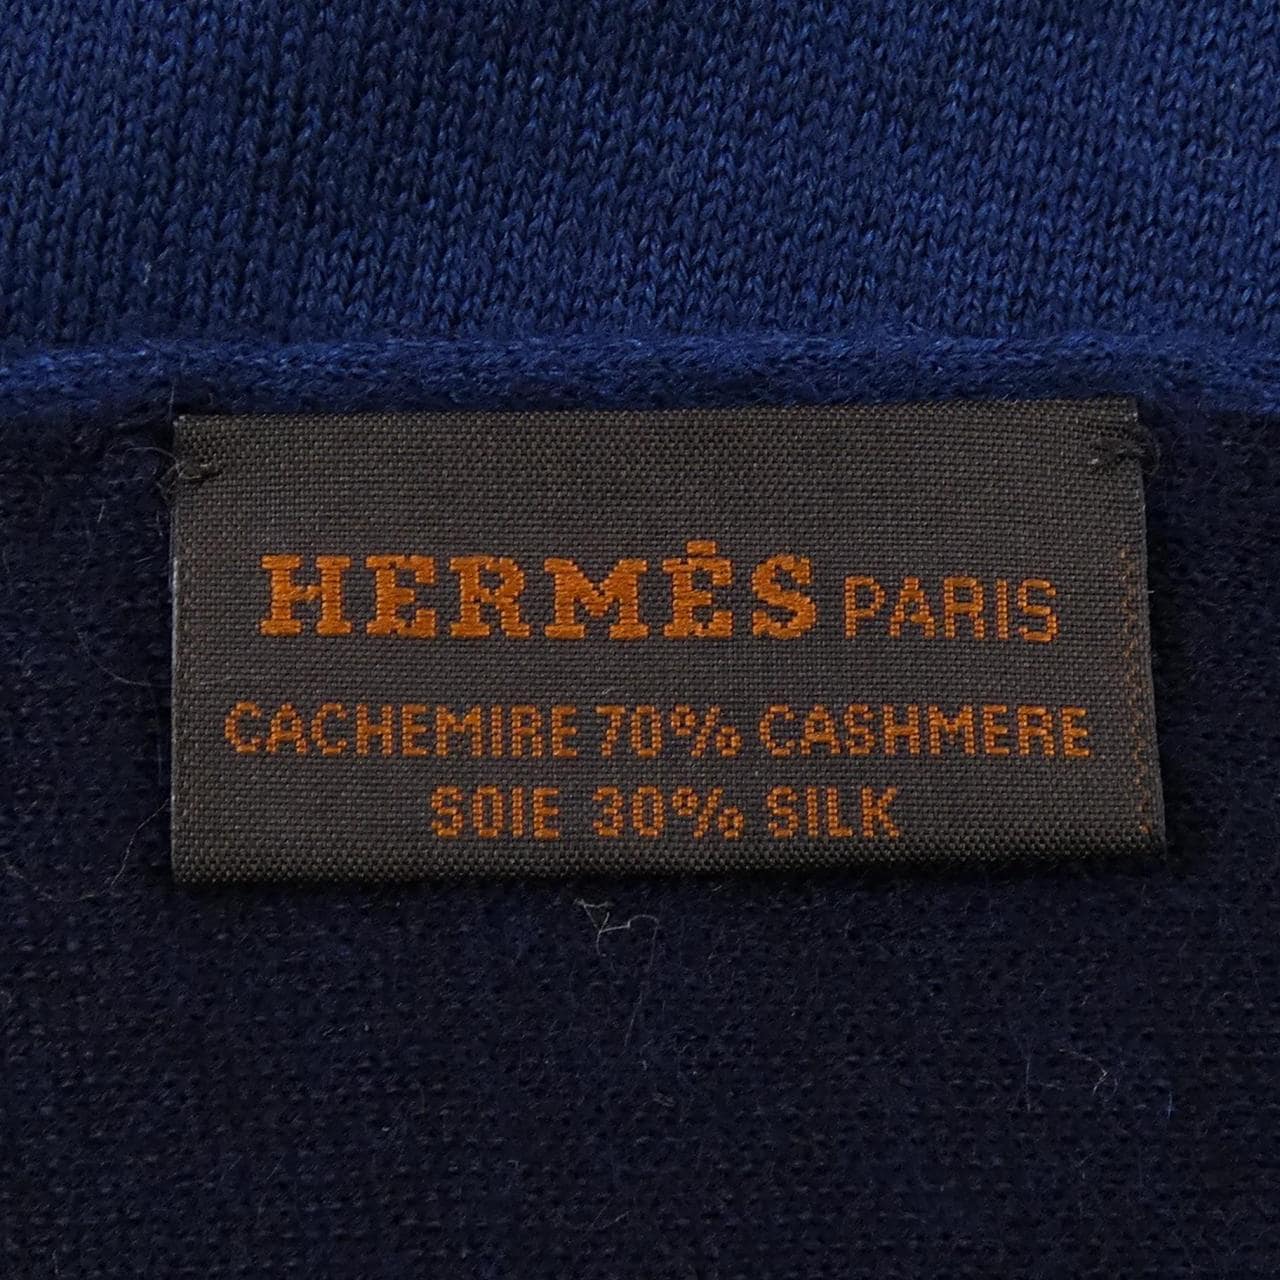 HERMÈS PARIS
CACHEMIRE 70% CASHMERE
SOIE 30% SILK